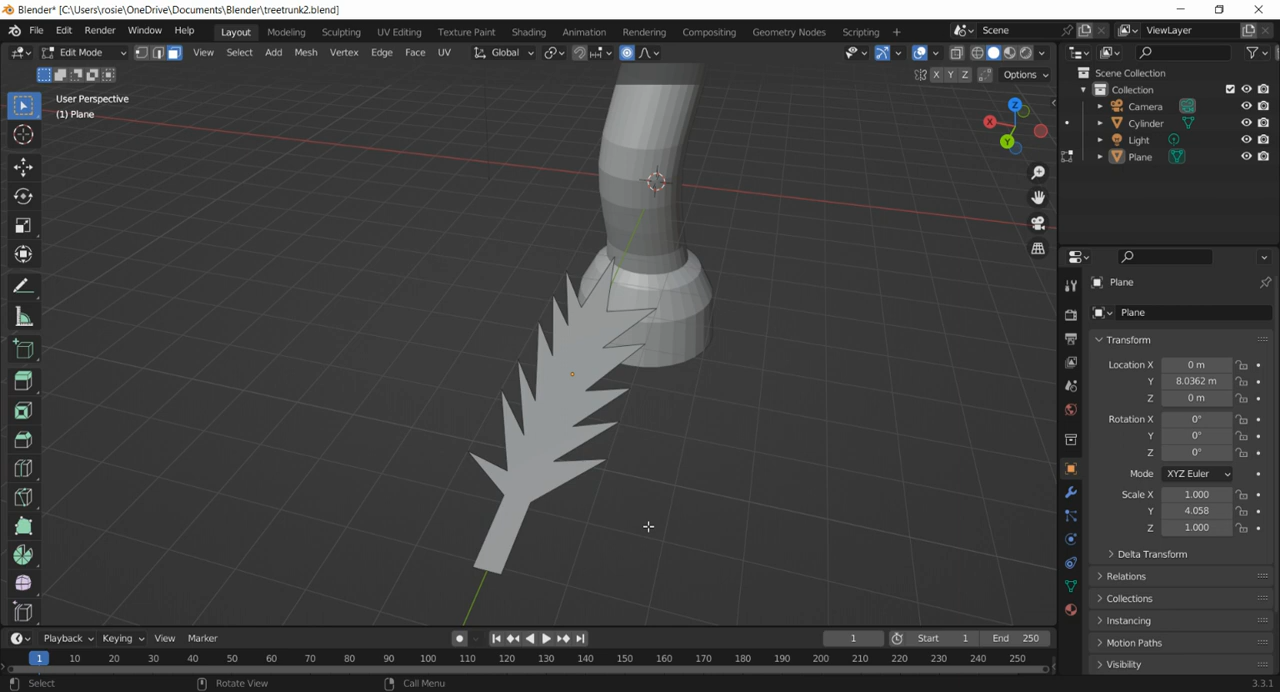 Blender* [C:\Users\rosie\OneDrive\Documents\Blender\treetrunk2.blend]
File Edit Render Window Help Layout Modeling Sculpting UV Editing Texture Paint Shading Animation Rendering Compositing Geometry Nodes Scripting + Scene ViewLayer
Edit Mode View Select Add Mesh Vertex Edge Face UV Global
X Y Z Options
User Perspective
(1) Plane
Z
X
Y
Scene Collection
Collection
Camera
Cylinder
Light
Plane
Plane
Plane
Transform
Location X 0 m
Y 8.0362 m
Z 0 m
Rotation X 0°
Y 0°
Z 0°
Mode XYZ Euler
Scale X 1.000
Y 4.058
Z 1.000
Delta Transform
Relations
Collections
Instancing
Motion Paths
Visibility
Playback Keying View Marker 1 Start 1 End 250
1 10 20 30 40 50 60 70 80 90 100 110 120 130 140 150 160 170 180 190 200 210 220 230 240 250
Select Rotate View Call Menu 3.3.1